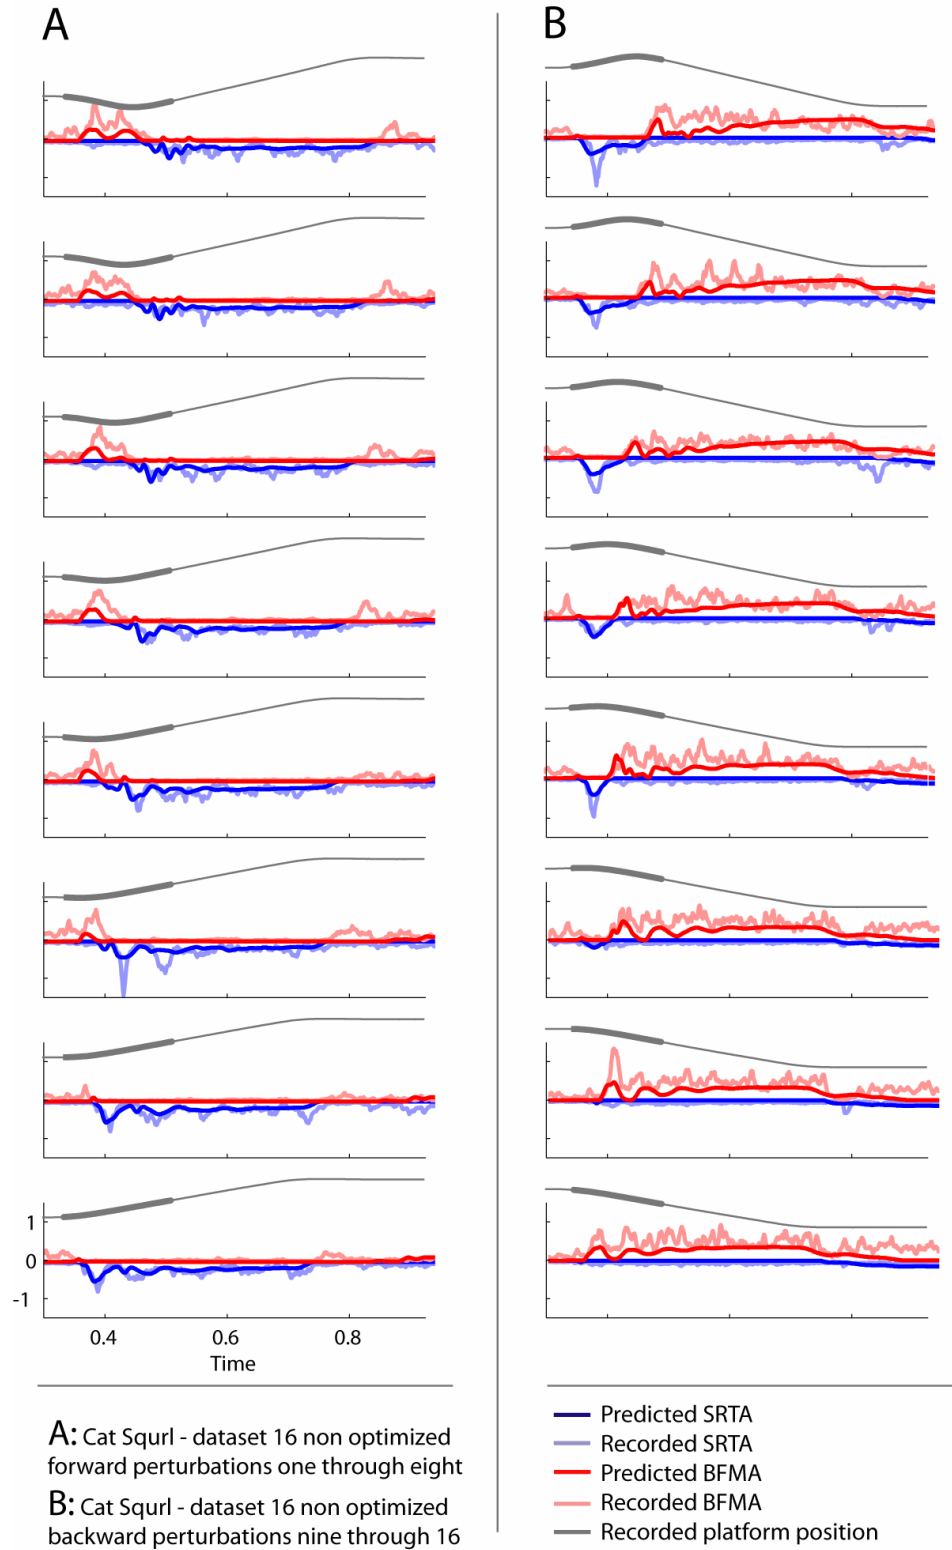 A
B
1
0
-1
0.4 0.6 0.8
Time
A: Cat Squrl - dataset 16 non optimized
forward perturbations one through eight
B: Cat Squrl - dataset 16 non optimized
backward perturbations nine through 16
Predicted SRTA
Recorded SRTA
Predicted BFMA
Recorded BFMA
Recorded platform position